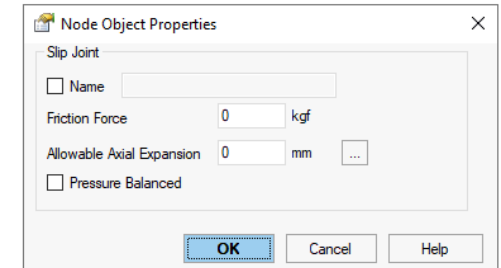 Node Object Properties
Slip Joint
Name
Friction Force 0 kgf
Allowable Axial Expansion 0 mm ...
Pressure Balanced
OK Cancel Help